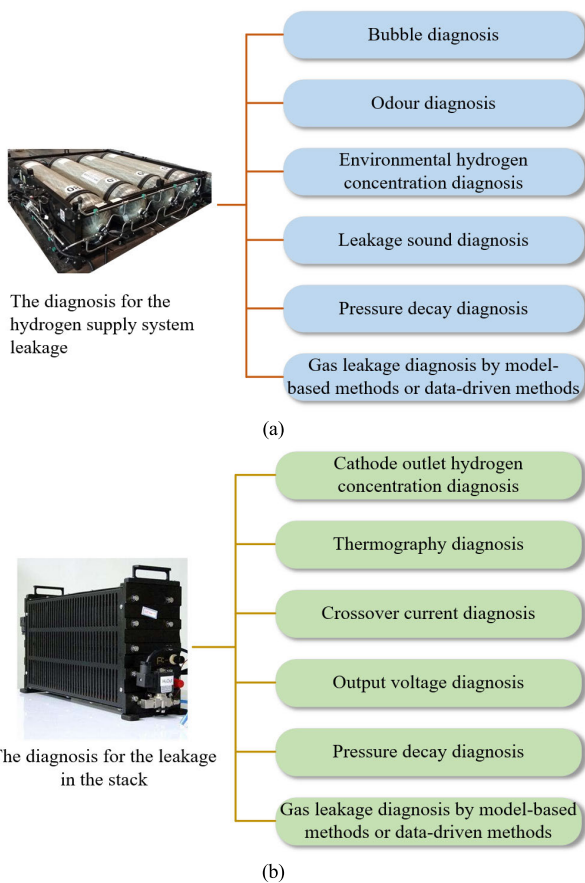 Bubble diagnosis
Odour diagnosis
Environmental hydrogen
concentration diagnosis
Leakage sound diagnosis
Pressure decay diagnosis
Gas leakage diagnosis by model-
based methods or data-driven methods
The diagnosis for the
hydrogen supply system
leakage
(a)
Cathode outlet hydrogen
concentration diagnosis
Thermography diagnosis
Crossover current diagnosis
Output voltage diagnosis
Pressure decay diagnosis
Gas leakage diagnosis by model-based
methods or data-driven methods
The diagnosis for the leakage
in the stack
(b)